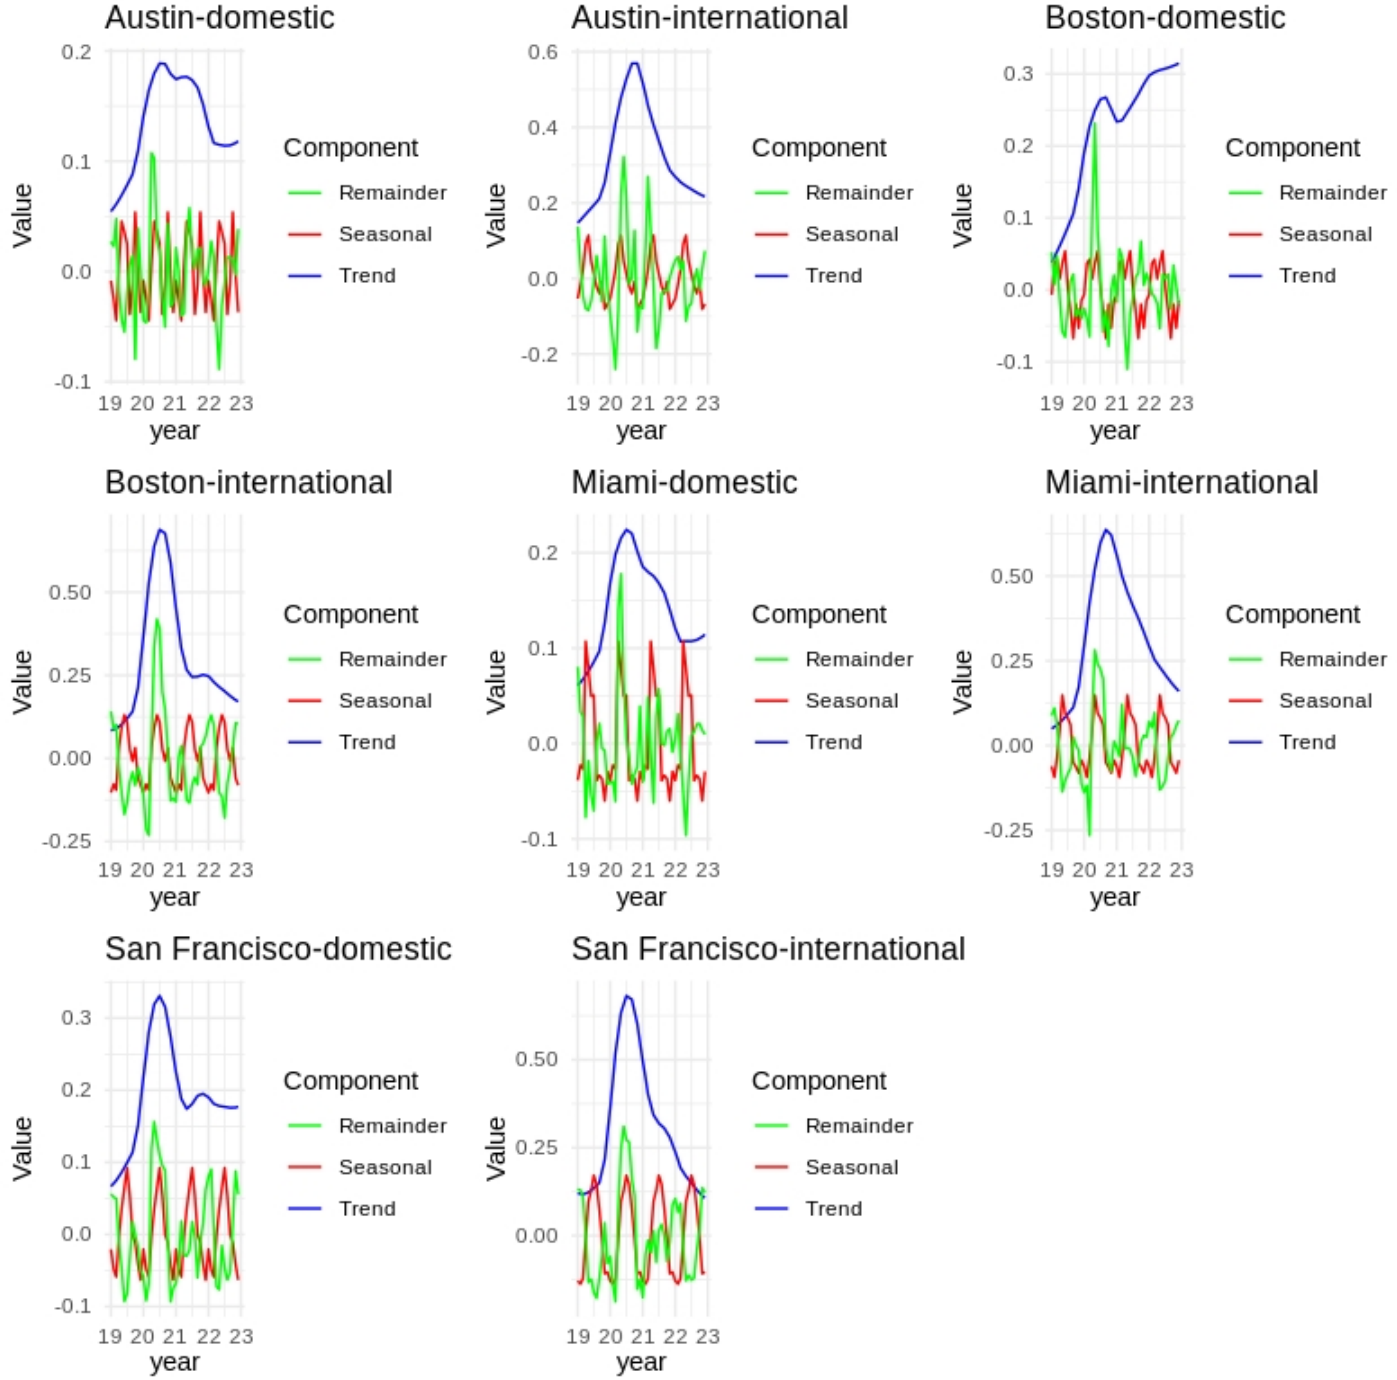 Austin-domestic
0.2
0.1
0.0
-0.1
Value
19 20 21 22 23
year
Component
Remainder
Seasonal
Trend
Austin-international
0.6
0.4
0.2
0.0
-0.2
Value
19 20 21 22 23
year
Component
Remainder
Seasonal
Trend
Boston-domestic
0.3
0.2
0.1
0.0
-0.1
Value
19 20 21 22 23
year
Component
Remainder
Seasonal
Trend
Boston-international
0.50
0.25
0.00
-0.25
Value
19 20 21 22 23
year
Component
Remainder
Seasonal
Trend
Miami-domestic
0.2
0.1
0.0
-0.1
Value
19 20 21 22 23
year
Component
Remainder
Seasonal
Trend
Miami-international
0.50
0.25
0.00
-0.25
Value
19 20 21 22 23
year
Component
Remainder
Seasonal
Trend
San Francisco-domestic
0.3
0.2
0.1
0.0
-0.1
Value
19 20 21 22 23
year
Component
Remainder
Seasonal
Trend
San Francisco-international
0.50
0.25
0.00
Value
19 20 21 22 23
year
Component
Remainder
Seasonal
Trend